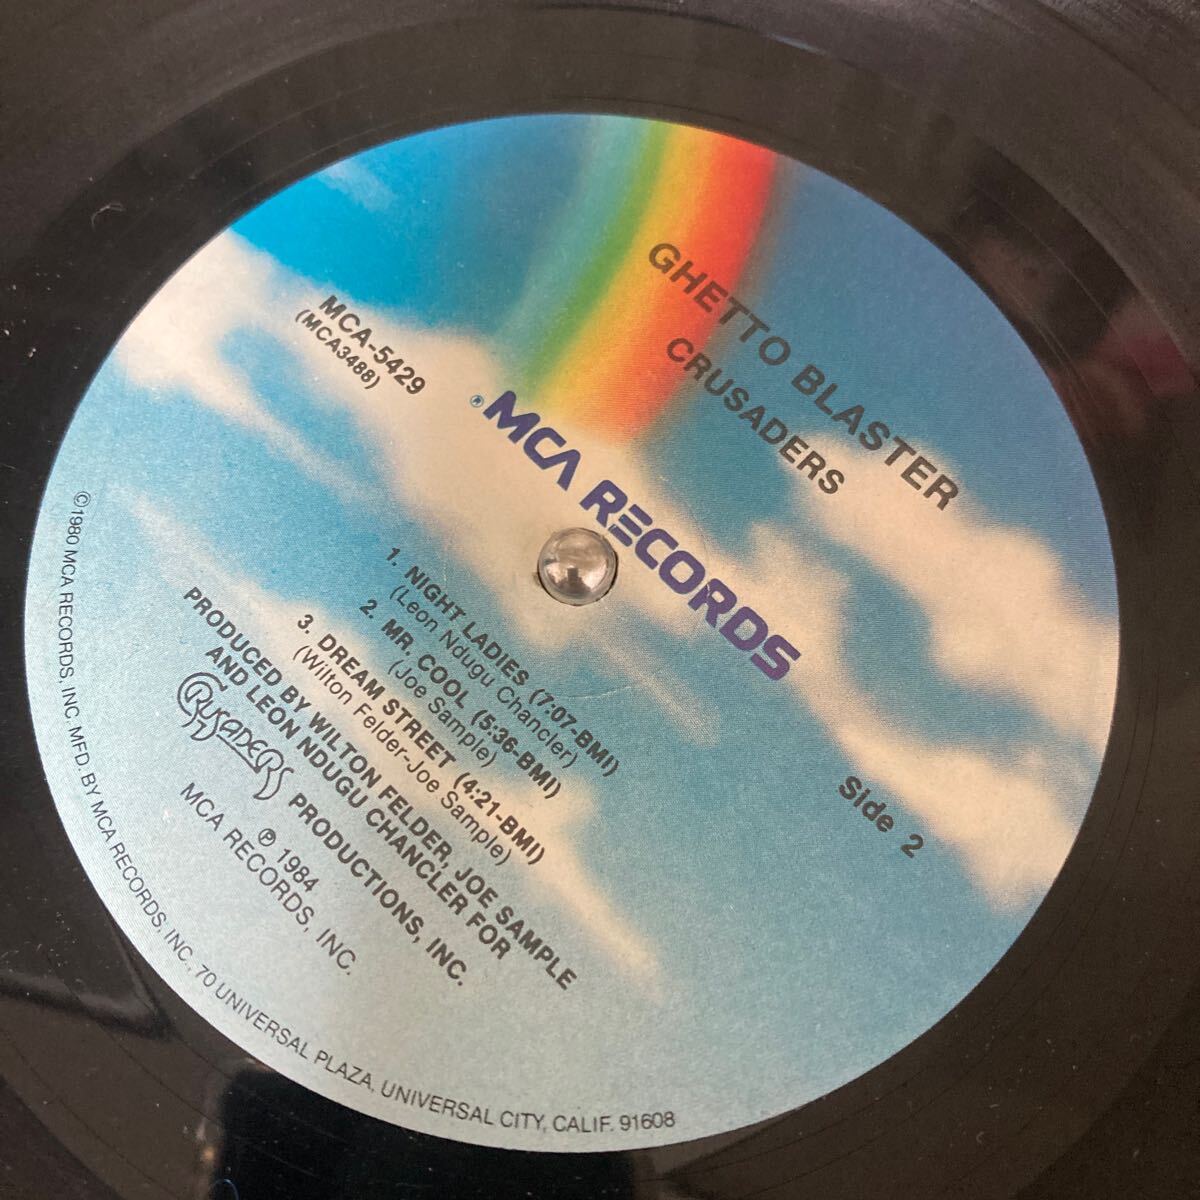 GHETTO BLASTER
CRUSADERS
MCA-5429
(MCA3488)
® MCA RECORDS
Side 2
1. NIGHT LADIES (7:07-BMI)
(Leon Ndugu Chancler)
2. MR. COOL (5:36-BMI)
(Joe Sample)
3. DREAM STREET (4:21-BMI)
(Wilton Felder-Joe Sample)
PRODUCED BY WILTON FELDER, JOE SAMPLE
AND LEON NDUGU CHANCLER FOR
CRUSADERS PRODUCTIONS, INC.
℗ 1984
MCA RECORDS, INC.
©1980 MCA RECORDS, INC. MFD. BY MCA RECORDS, INC., 70 UNIVERSAL PLAZA, UNIVERSAL CITY, CALIF. 91608